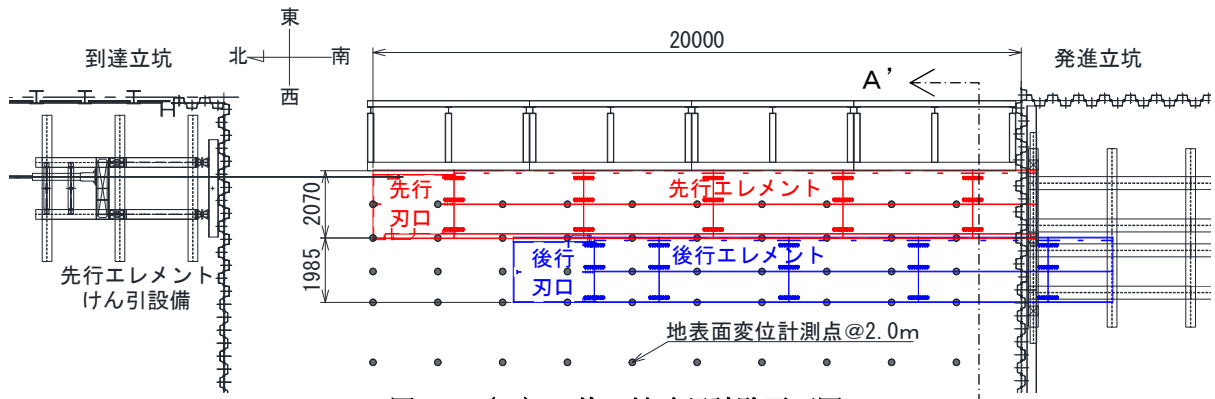 東
北
南
西
到達立坑
20000
A'
発進立坑
先行
刃口
先行エレメント
2070
後行
刃口
後行エレメント
1985
先行エレメント
けん引設備
地表面変位計測点@2.0m